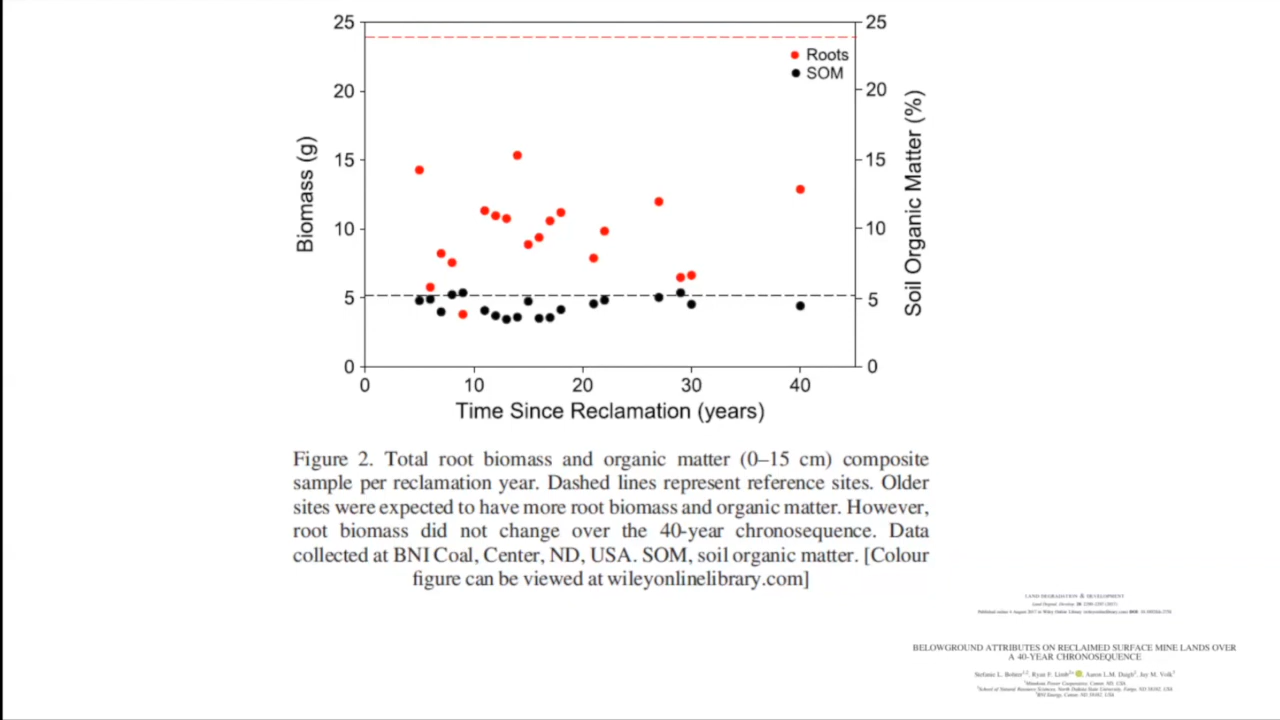 25
20
15
10
5
0
Biomass (g)
0
10
20
30
40
Time Since Reclamation (years)
25
20
15
10
5
0
Soil Organic Matter (%)
Roots
SOM
Figure 2. Total root biomass and organic matter (0–15 cm) composite
sample per reclamation year. Dashed lines represent reference sites. Older
sites were expected to have more root biomass and organic matter. However,
root biomass did not change over the 40-year chronosequence. Data
collected at BNI Coal, Center, ND, USA. SOM, soil organic matter. [Colour
figure can be viewed at wileyonlinelibrary.com]
LAND DEGRADATION & DEVELOPMENT
BELOWGROUND ATTRIBUTES ON RECLAIMED SURFACE MINE LANDS OVER
A 40-YEAR CHRONOSEQUENCE